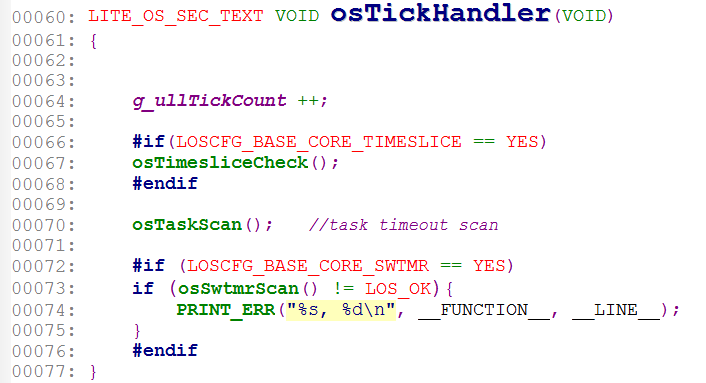 00060: LITE_OS_SEC_TEXT VOID osTickHandler(VOID)
00061: {
00062:
00063:
00064: g_ullTickCount ++;
00065:
00066: #if(LOSCFG_BASE_CORE_TIMESLICE == YES)
00067: osTimesliceCheck();
00068: #endif
00069:
00070: osTaskScan(); //task timeout scan
00071:
00072: #if (LOSCFG_BASE_CORE_SWTMR == YES)
00073: if (osSwtmrScan() != LOS_OK){
00074: PRINT_ERR("%s, %d\n", __FUNCTION__, __LINE__);
00075: }
00076: #endif
00077: }